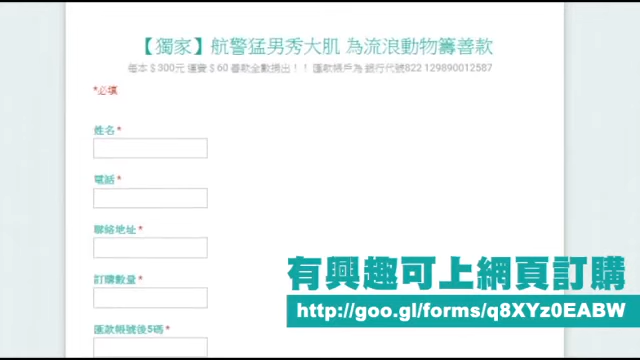 【獨家】航警猛男秀大肌 為流浪動物籌善款
每本＄300元 運費＄60 善款全數捐出！！ 匯款帳戶為 銀行代號822 129890012587
*必填
姓名 *
電話 *
聯絡地址 *
訂購數量 *
匯款帳號後5碼 *
有興趣可上網頁訂購
http://goo.gl/forms/q8XYz0EABW